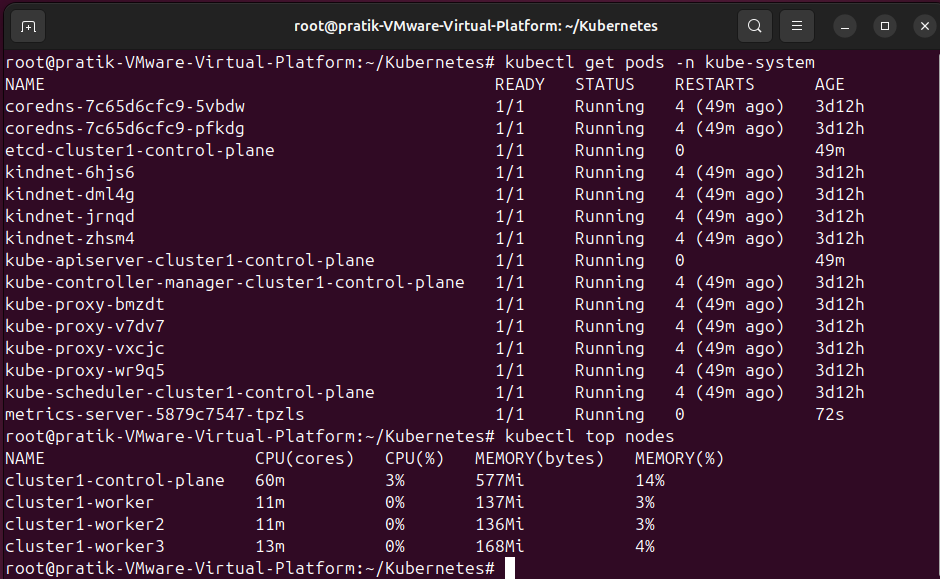 root@pratik-VMware-Virtual-Platform: ~/Kubernetes
root@pratik-VMware-Virtual-Platform:~/Kubernetes# kubectl get pods -n kube-system
NAME READY STATUS RESTARTS AGE
coredns-7c65d6cfc9-5vbdw 1/1 Running 4 (49m ago) 3d12h
coredns-7c65d6cfc9-pfkdg 1/1 Running 4 (49m ago) 3d12h
etcd-cluster1-control-plane 1/1 Running 0 49m
kindnet-6hjs6 1/1 Running 4 (49m ago) 3d12h
kindnet-dml4g 1/1 Running 4 (49m ago) 3d12h
kindnet-jrnqd 1/1 Running 4 (49m ago) 3d12h
kindnet-zhsm4 1/1 Running 4 (49m ago) 3d12h
kube-apiserver-cluster1-control-plane 1/1 Running 0 49m
kube-controller-manager-cluster1-control-plane 1/1 Running 4 (49m ago) 3d12h
kube-proxy-bmzdt 1/1 Running 4 (49m ago) 3d12h
kube-proxy-v7dv7 1/1 Running 4 (49m ago) 3d12h
kube-proxy-vxcjc 1/1 Running 4 (49m ago) 3d12h
kube-proxy-wr9q5 1/1 Running 4 (49m ago) 3d12h
kube-scheduler-cluster1-control-plane 1/1 Running 4 (49m ago) 3d12h
metrics-server-5879c7547-tpzls 1/1 Running 0 72s
root@pratik-VMware-Virtual-Platform:~/Kubernetes# kubectl top nodes
NAME CPU(cores) CPU(%) MEMORY(bytes) MEMORY(%)
cluster1-control-plane 60m 3% 577Mi 14%
cluster1-worker 11m 0% 137Mi 3%
cluster1-worker2 11m 0% 136Mi 3%
cluster1-worker3 13m 0% 168Mi 4%
root@pratik-VMware-Virtual-Platform:~/Kubernetes#